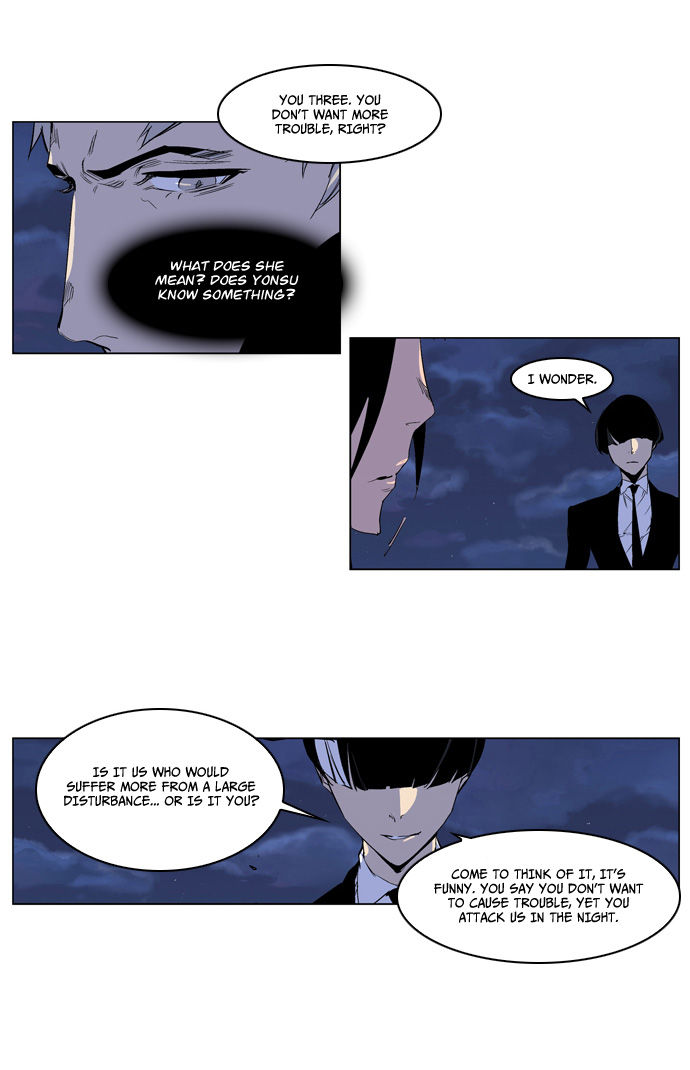 YOU THREE. YOU
DON'T WANT MORE
TROUBLE, RIGHT?
WHAT DOES SHE
MEAN? DOES YONSU
KNOW SOMETHING?
I WONDER.
IS IT US WHO WOULD
SUFFER MORE FROM A LARGE
DISTURBANCE... OR IS IT YOU?
COME TO THINK OF IT, IT'S
FUNNY. YOU SAY YOU DON'T WANT
TO CAUSE TROUBLE, YET YOU
ATTACK US IN THE NIGHT.